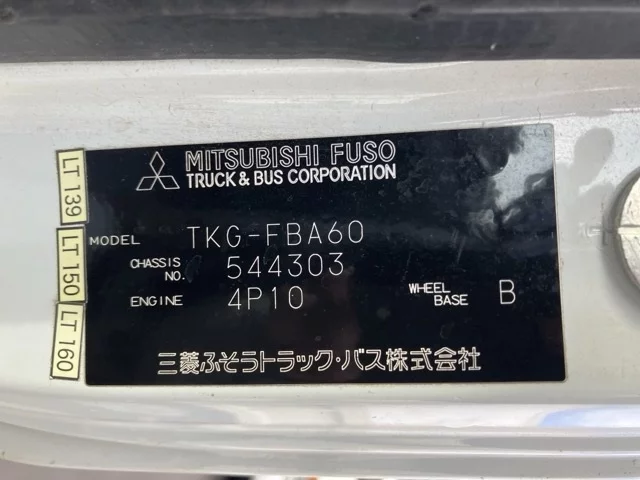 MITSUBISHI FUSO
TRUCK & BUS CORPORATION
MODEL TKG-FBA60
CHASSIS NO. 544303
ENGINE 4P10 WHEEL BASE B
三菱ふそうトラック・バス株式会社
LT 139
LT 150
LT 160